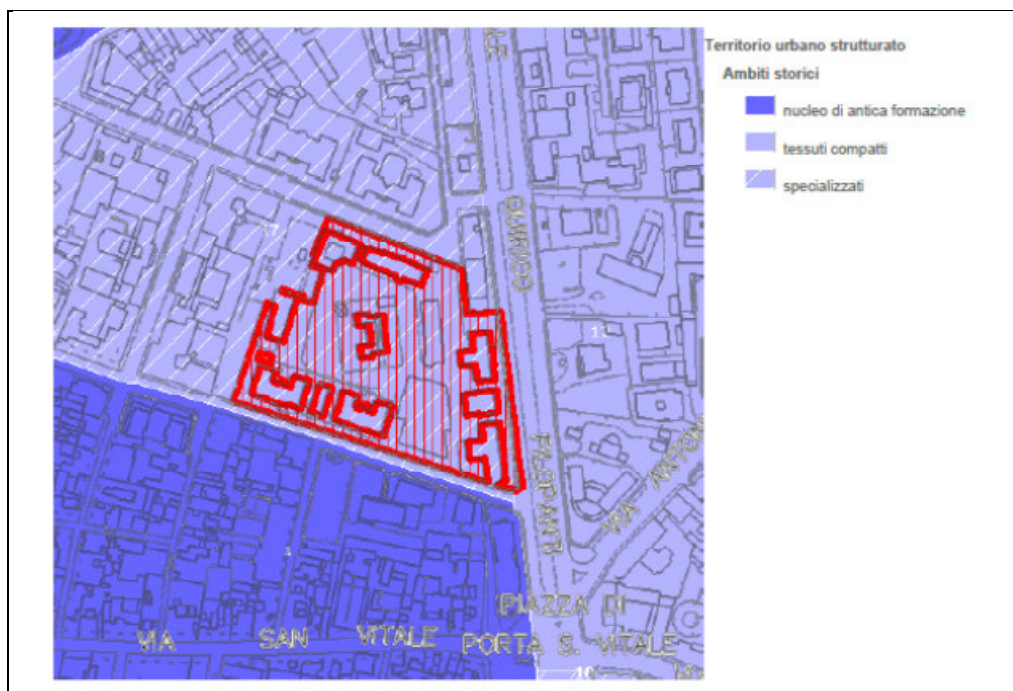 Territorio urbano strutturato
Ambiti storici
nucleo di antica formazione
tessuti compatti
specializzati
QUIRICO
FILOPANTI
VIA
1
VIA SAN VITALE
PIAZZA DI
PORTA S. VITALE